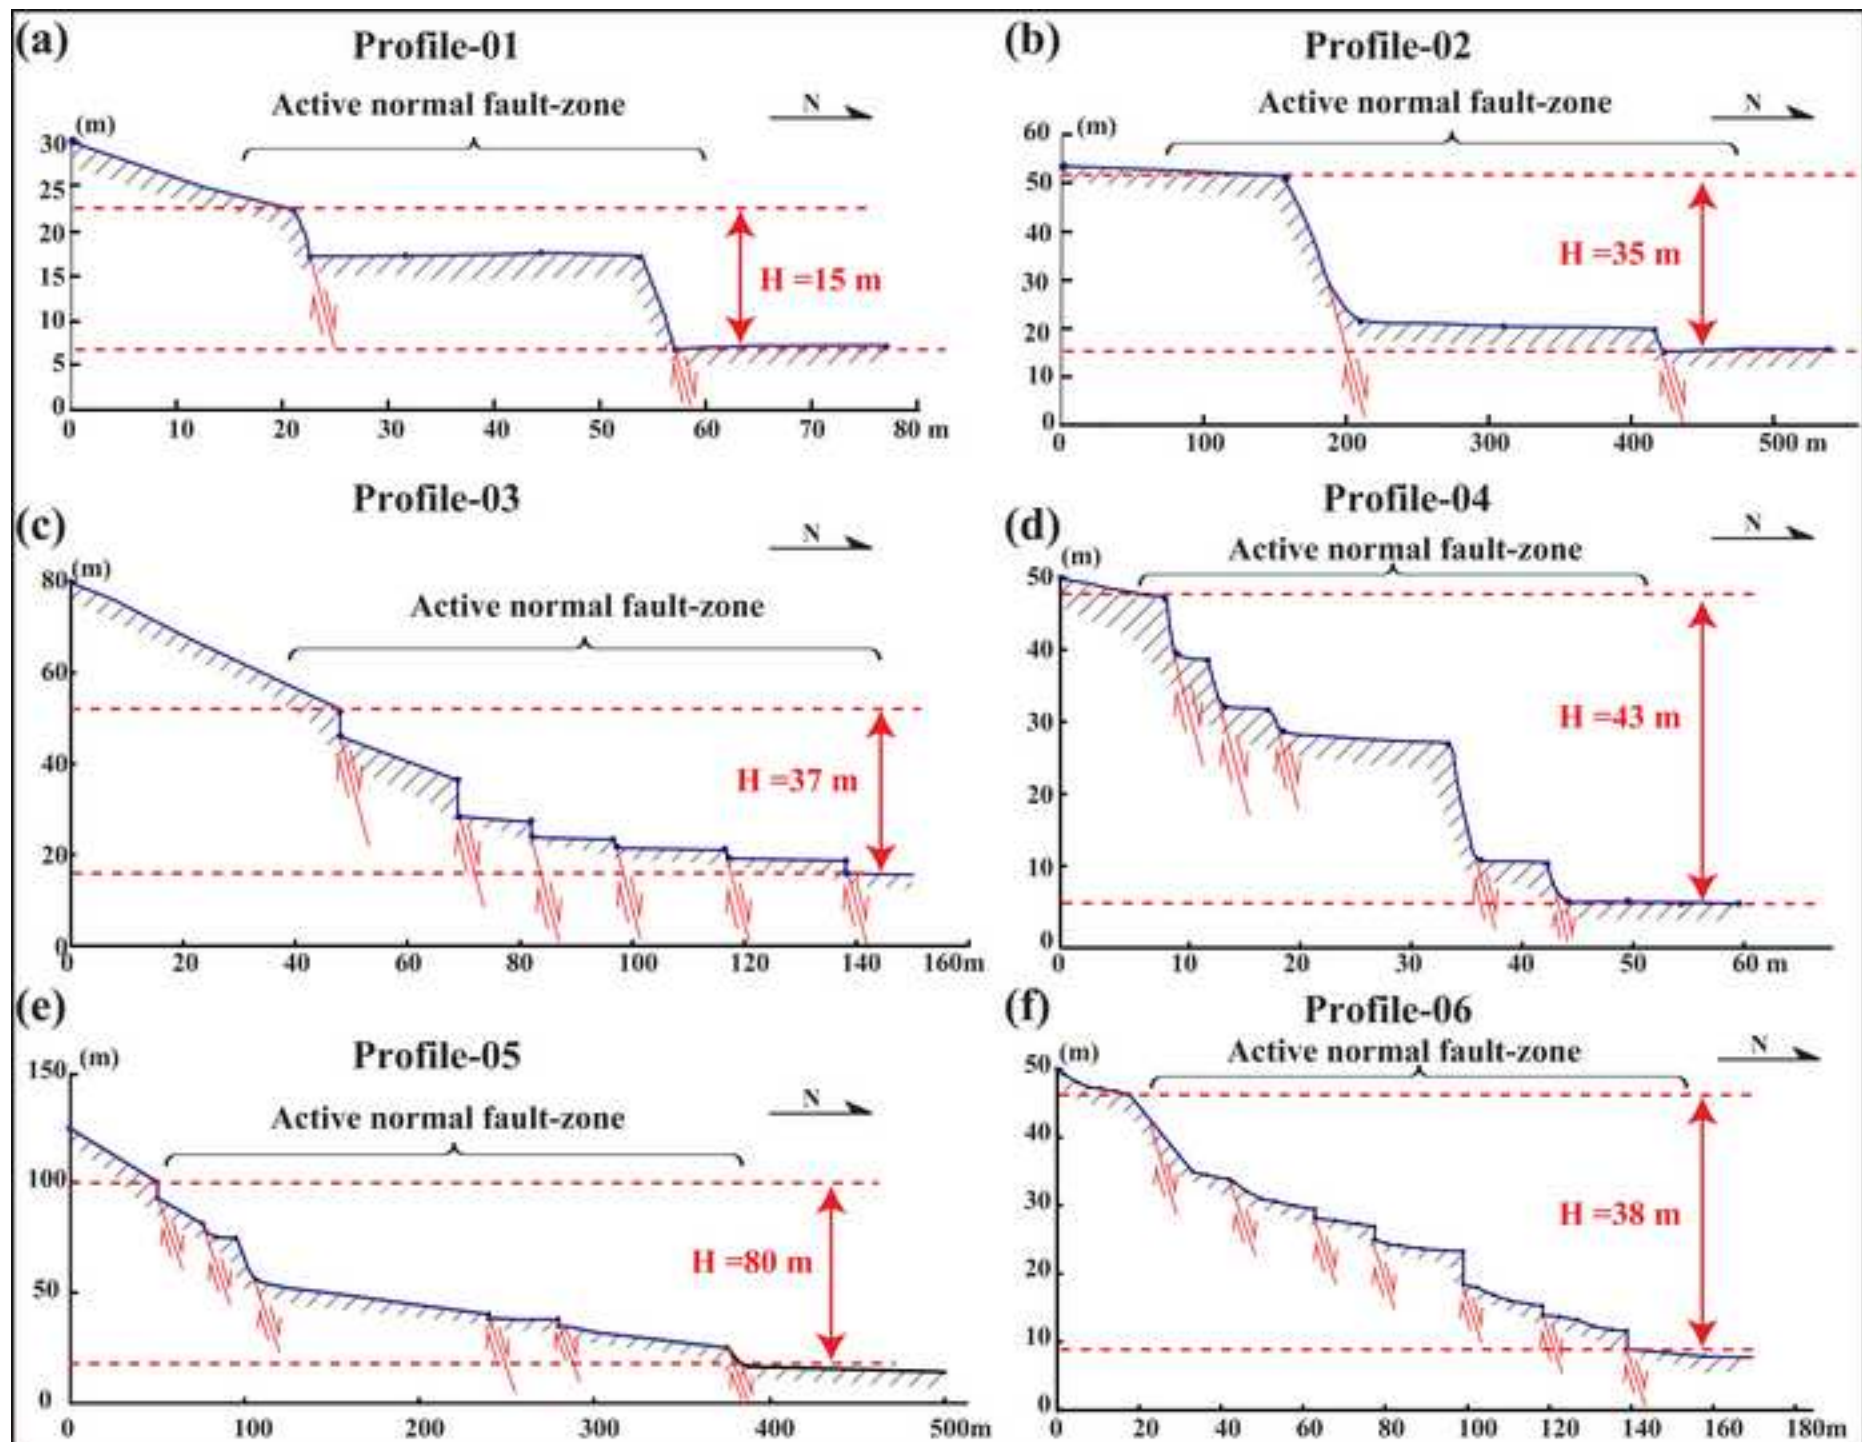 (a)
Profile-01
Active normal fault-zone
N
(m)
30
25
20
15
10
5
0
H =15 m
0 10 20 30 40 50 60 70 80 m
(b)
Profile-02
Active normal fault-zone
N
(m)
60
50
40
30
20
10
0
H =35 m
0 100 200 300 400 500 m
(c)
Profile-03
N
Active normal fault-zone
(m)
80
60
40
20
0
H =37 m
0 20 40 60 80 100 120 140 160m
(d)
Profile-04
Active normal fault-zone
N
(m)
50
40
30
20
10
0
H =43 m
0 10 20 30 40 50 60 m
(e)
Profile-05
Active normal fault-zone
N
(m)
150
100
50
0
H =80 m
0 100 200 300 400 500m
(f)
Profile-06
Active normal fault-zone
N
(m)
50
40
30
20
10
0
H =38 m
0 20 40 60 80 100 120 140 160 180m